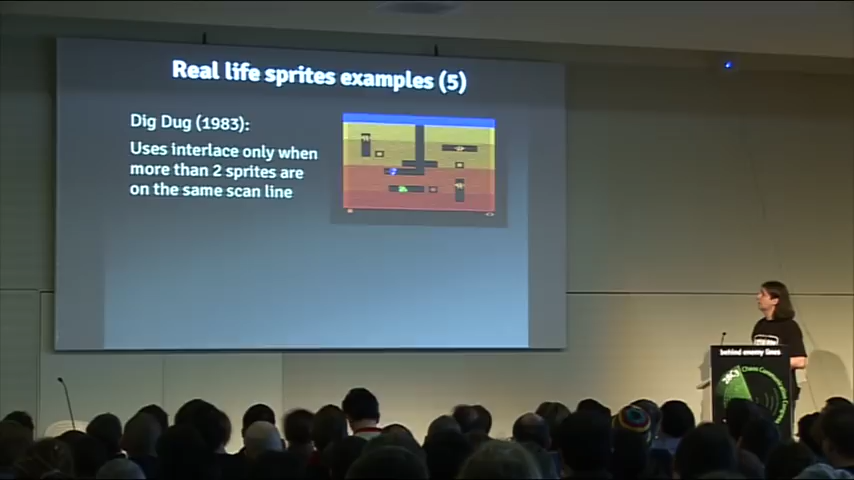 Real life sprites examples (5)
Dig Dug (1983):
Uses interlace only when
more than 2 sprites are
on the same scan line
behind enemy lines
28C3